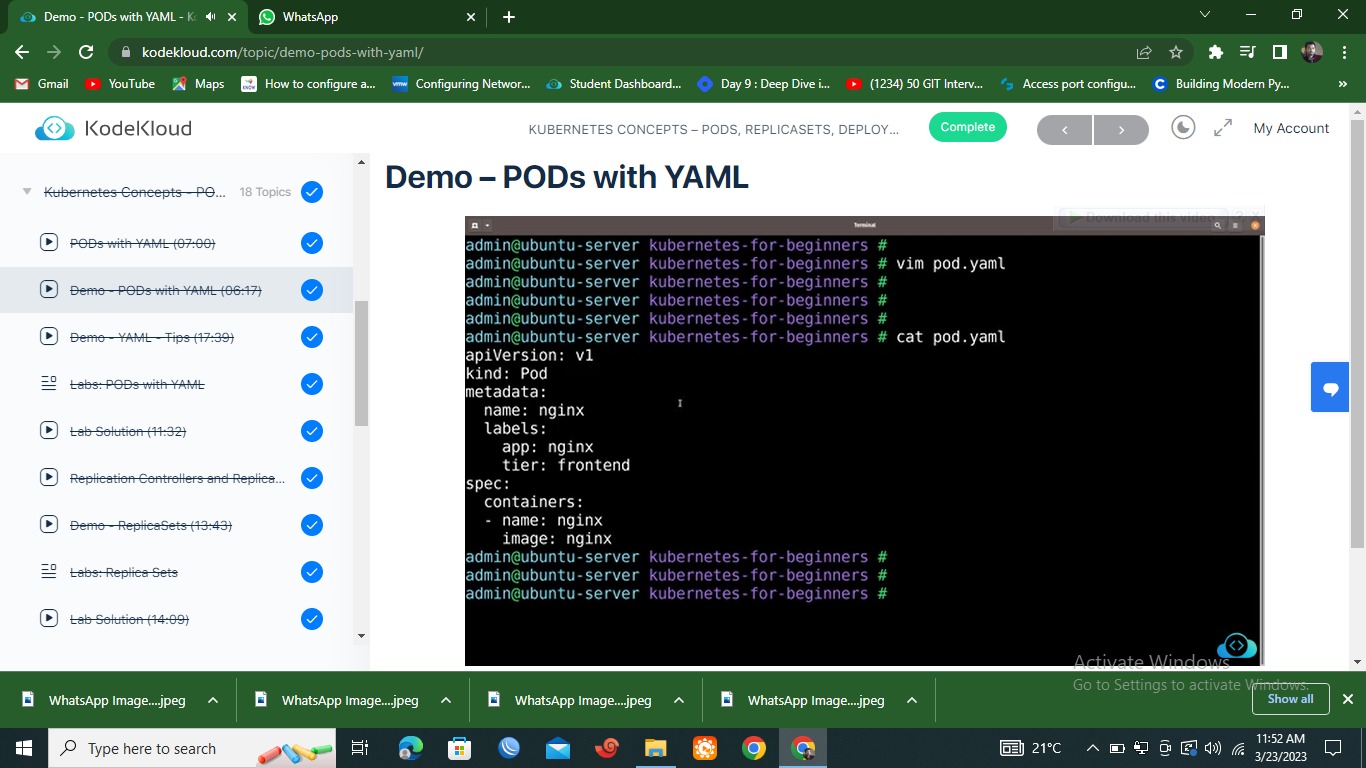 Demo - PODs with YAML - K
WhatsApp
kodekloud.com/topic/demo-pods-with-yaml/
Gmail
YouTube
Maps
How to configure a...
Configuring Networ...
Student Dashboard...
Day 9 : Deep Dive i...
(1234) 50 GIT Interv...
Access port configu...
Building Modern Py...
»
KodeKloud
KUBERNETES CONCEPTS – PODS, REPLICASETS, DEPLOY...
Complete
My Account
Kubernetes Concepts - PO...
18 Topics
PODs with YAML (07:00)
Demo - PODs with YAML (06:17)
Demo - YAML - Tips (17:39)
Labs: PODs with YAML
Lab Solution (11:32)
Replication Controllers and Replica...
Demo - ReplicaSets (13:43)
Labs: Replica Sets
Lab Solution (14:09)
Demo – PODs with YAML
Download this video ? X
Terminal
admin@ubuntu-server kubernetes-for-beginners #
admin@ubuntu-server kubernetes-for-beginners # vim pod.yaml
admin@ubuntu-server kubernetes-for-beginners #
admin@ubuntu-server kubernetes-for-beginners #
admin@ubuntu-server kubernetes-for-beginners #
admin@ubuntu-server kubernetes-for-beginners # cat pod.yaml
apiVersion: v1
kind: Pod
metadata:
  name: nginx
  labels:
    app: nginx
    tier: frontend
spec:
  containers:
  - name: nginx
    image: nginx
admin@ubuntu-server kubernetes-for-beginners #
admin@ubuntu-server kubernetes-for-beginners #
admin@ubuntu-server kubernetes-for-beginners #
Activate Windows
Go to Settings to activate Windows.
WhatsApp Image....jpeg
WhatsApp Image....jpeg
WhatsApp Image....jpeg
WhatsApp Image....jpeg
Show all
Type here to search
21°C
11:52 AM
3/23/2023